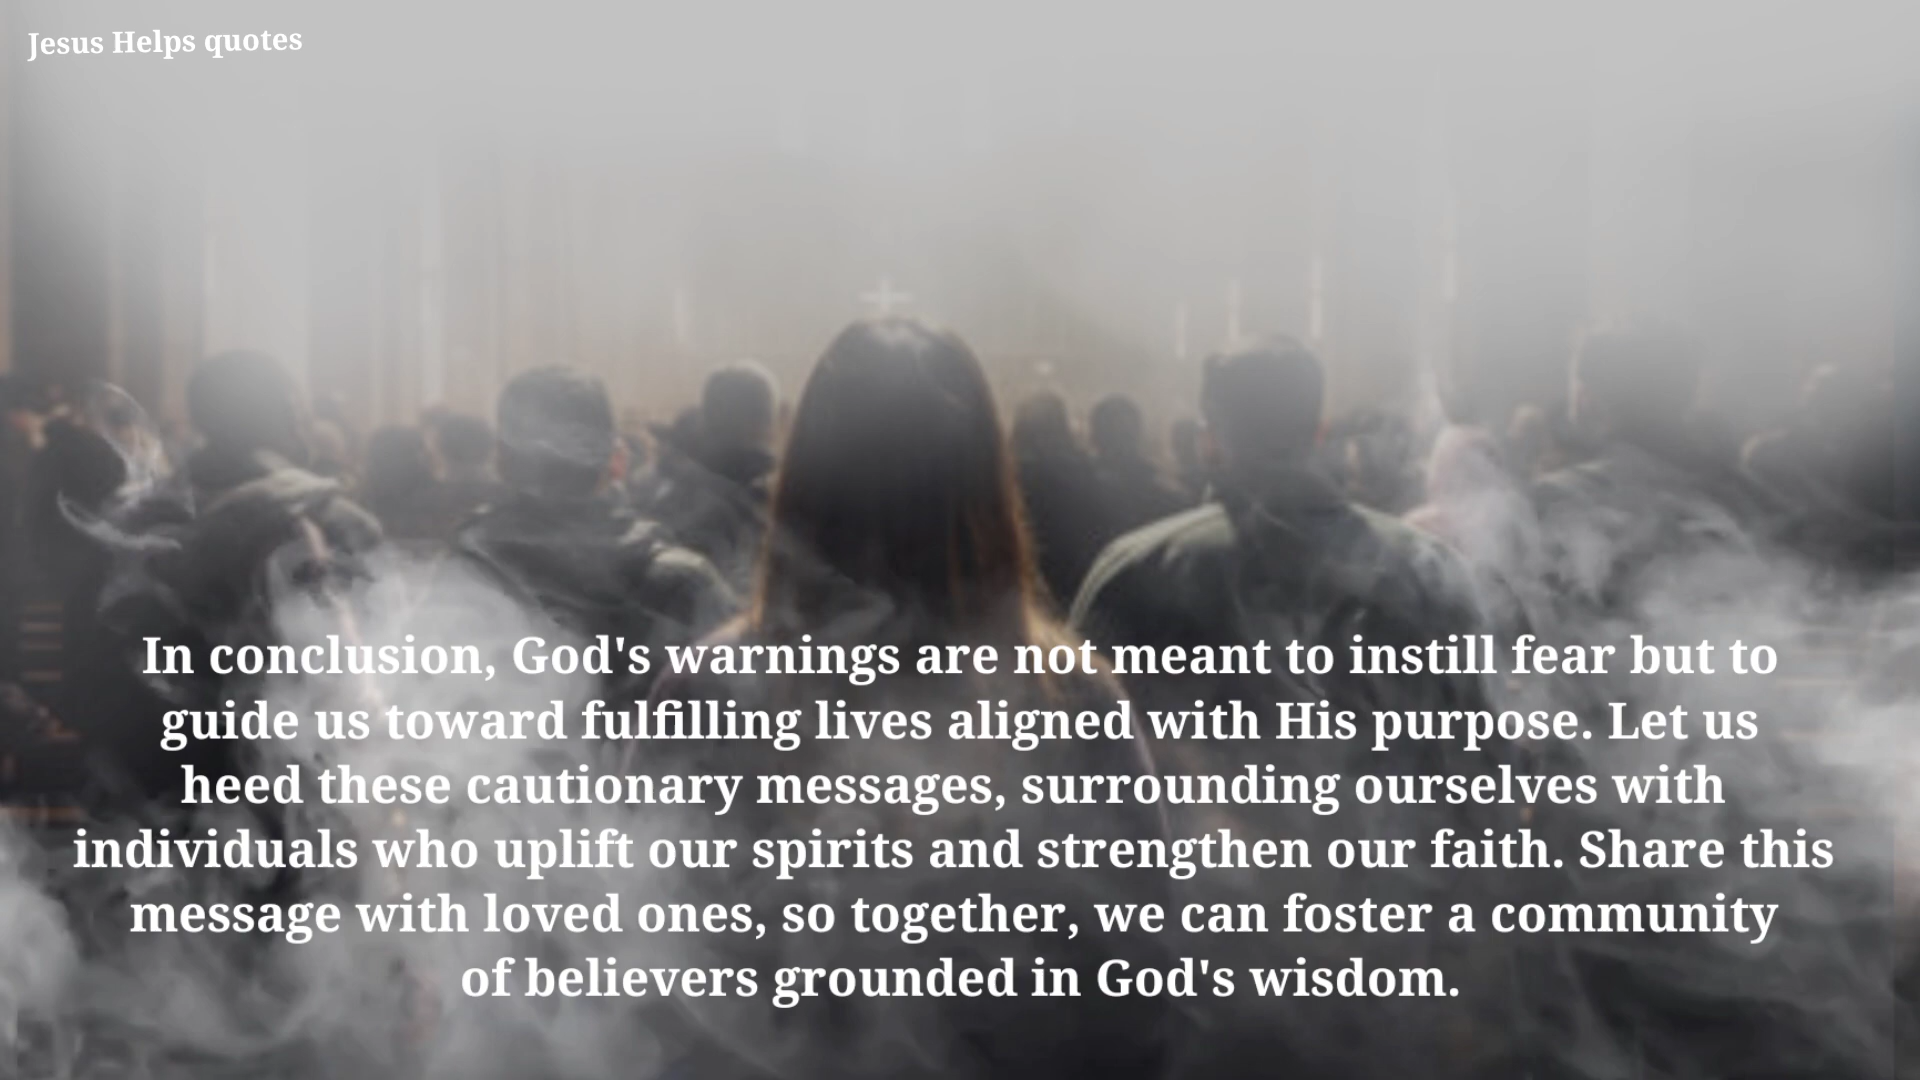 Jesus Helps quotes
In conclusion, God's warnings are not meant to instill fear but to
guide us toward fulfilling lives aligned with His purpose. Let us
heed these cautionary messages, surrounding ourselves with
individuals who uplift our spirits and strengthen our faith. Share this
message with loved ones, so together, we can foster a community
of believers grounded in God's wisdom.